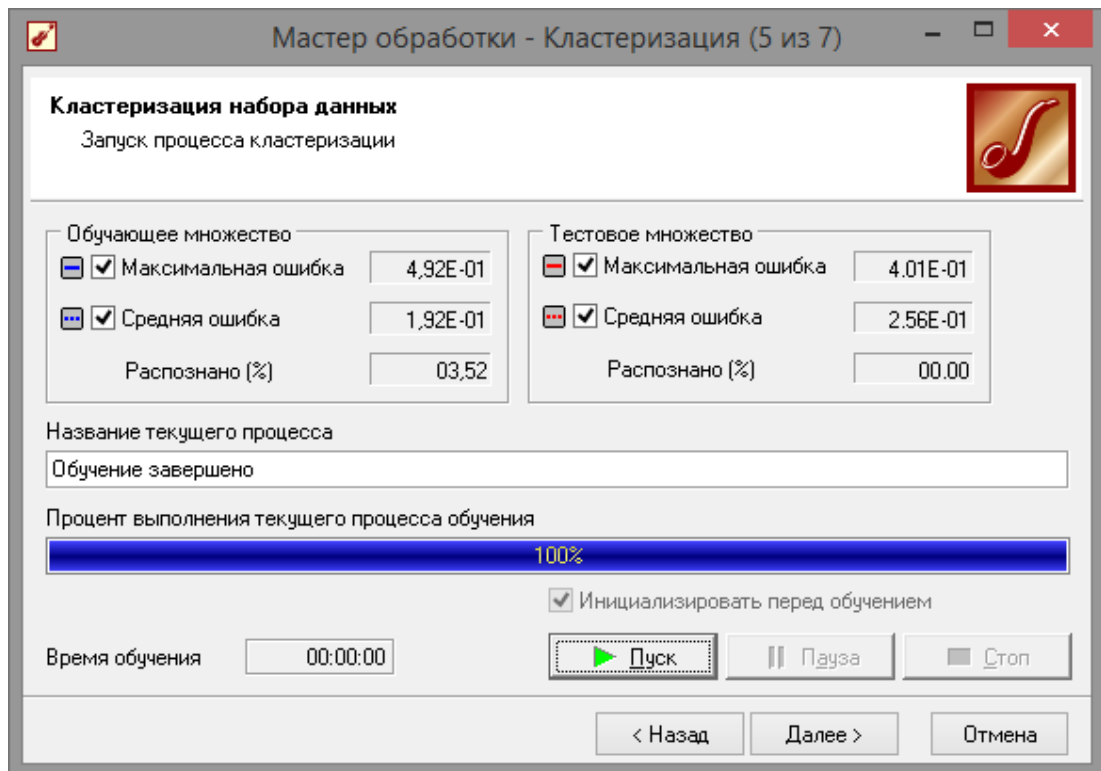 Мастер обработки - Кластеризация (5 из 7)
Кластеризация набора данных
Запуск процесса кластеризации
Обучающее множество
Максимальная ошибка 4,92E-01
Средняя ошибка 1,92E-01
Распознано (%) 03,52
Тестовое множество
Максимальная ошибка 4.01E-01
Средняя ошибка 2.56E-01
Распознано (%) 00.00
Название текущего процесса
Обучение завершено
Процент выполнения текущего процесса обучения
100%
Инициализировать перед обучением
Время обучения 00:00:00 Пуск Пауза Стоп
< Назад Далее > Отмена